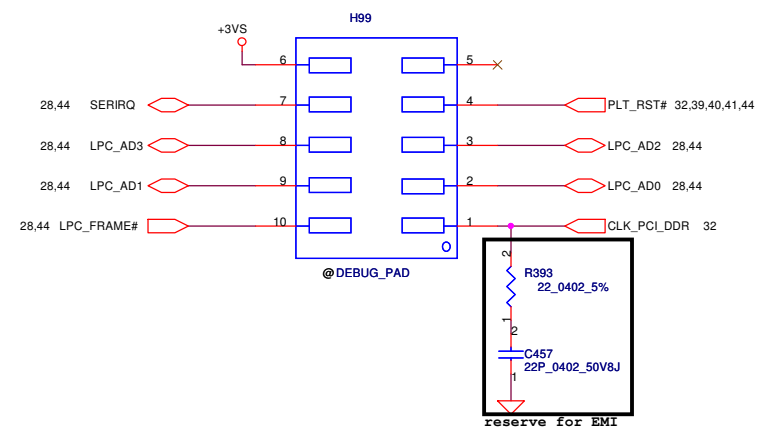 H99
+3VS
6
5
28,44 SERIRQ
7
4
PLT_RST# 32,39,40,41,44
28,44 LPC_AD3
8
3
LPC_AD2 28,44
28,44 LPC_AD1
9
2
LPC_AD0 28,44
28,44 LPC_FRAME#
10
1
CLK_PCI_DDR 32
@DEBUG_PAD
2
R393
22_0402_5%
1
2
C457
22P_0402_50V8J
1
reserve for EMI